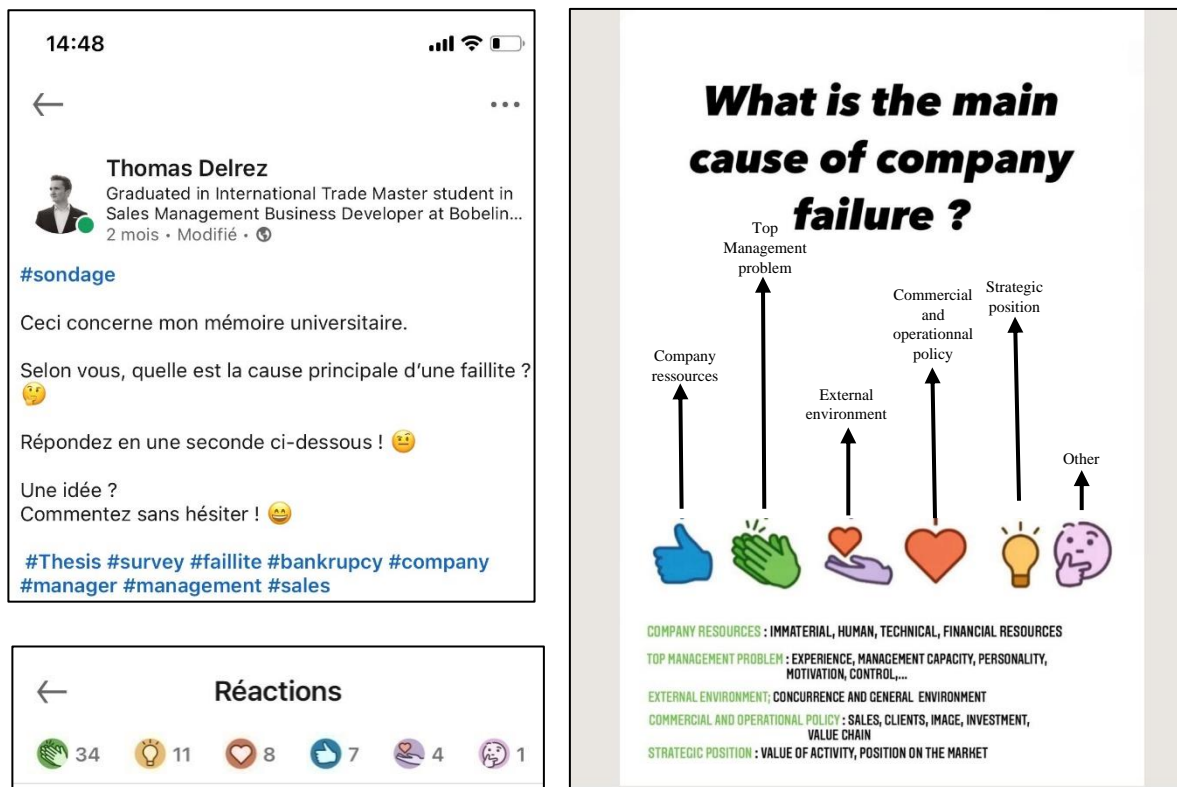 14:48
Thomas Delrez
Graduated in International Trade Master student in
Sales Management Business Developer at Bobelin...
2 mois • Modifié •
#sondage
Ceci concerne mon mémoire universitaire.
Selon vous, quelle est la cause principale d'une faillite ?
Répondez en une seconde ci-dessous !
Une idée ?
Commentez sans hésiter !
#Thesis #survey #faillite #bankrupcy #company
#manager #management #sales
Réactions
34 11 8 7 4 1
What is the main
cause of company
failure ?
Company
ressources
Top
Management
problem
External
environment
Commercial
and
operationnal
policy
Strategic
position
Other
COMPANY RESOURCES : IMMATERIAL, HUMAN, TECHNICAL, FINANCIAL RESOURCES
TOP MANAGEMENT PROBLEM : EXPERIENCE, MANAGEMENT CAPACITY, PERSONALITY,
MOTIVATION, CONTROL,...
EXTERNAL ENVIRONMENT; CONCURRENCE AND GENERAL ENVIRONMENT
COMMERCIAL AND OPERATIONAL POLICY : SALES, CLIENTS, IMAGE, INVESTMENT,
VALUE CHAIN
STRATEGIC POSITION : VALUE OF ACTIVITY, POSITION ON THE MARKET